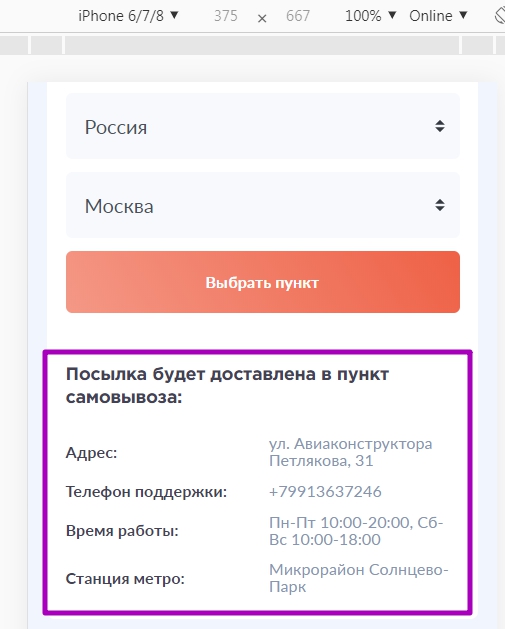 iPhone 6/7/8 ▼ 375 × 667 100% ▼ Online ▼
Россия
Москва
Выбрать пункт
Посылка будет доставлена в пункт
самовывоза:
Адрес: ул. Авиаконструктора
Петлякова, 31
Телефон поддержки: +79913637246
Время работы: Пн-Пт 10:00-20:00, Сб-
Вс 10:00-18:00
Станция метро: Микрорайон Солнцево-
Парк